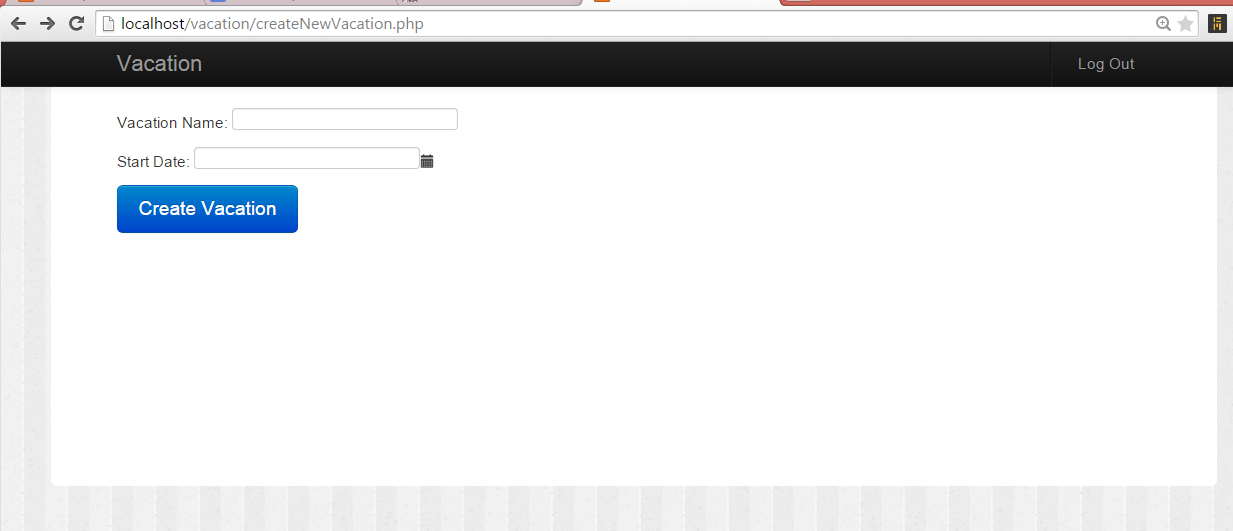 localhost/vacation/createNewVacation.php
Vacation
Log Out
Vacation Name:
Start Date:
Create Vacation